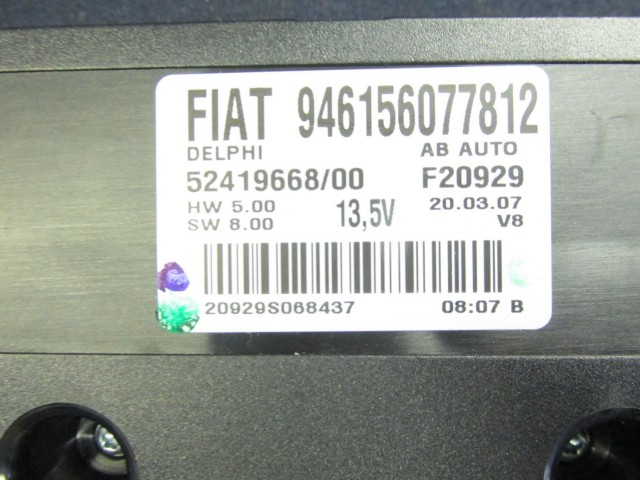 FIAT 946156077812
DELPHI AB AUTO
52419668/00 F20929
HW 5.00 13,5V 20.03.07
SW 8.00 V8
20929S068437 08:07 B